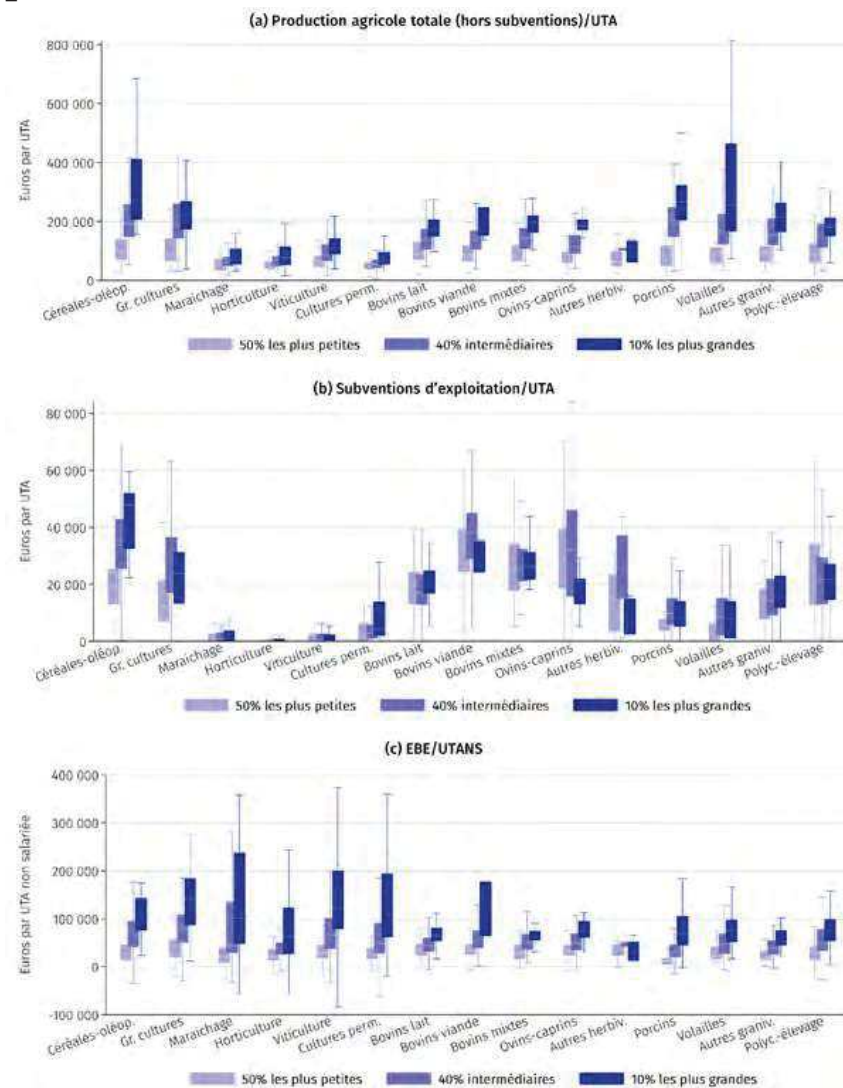 (a) Production agricole totale (hors subventions)/UTA
Euros par UTA
800 000
600 000
400 000
200 000
0
Céréales-oléop. Gr. cultures Maraichage Horticulture Viticulture Cultures perm. Bovins lait Bovins viande Bovins mixtes Ovins-caprins Autres herbiv. Porcins Volailles Autres graniv. Polyc.-élevage
50% les plus petites 40% intermédiaires 10% les plus grandes
(b) Subventions d'exploitation/UTA
Euros par UTA
80 000
60 000
40 000
20 000
0
Céréales-oléop. Gr. cultures Maraichage Horticulture Viticulture Cultures perm. Bovins lait Bovins viande Bovins mixtes Ovins-caprins Autres herbiv. Porcins Volailles Autres graniv. Polyc.-élevage
50% les plus petites 40% intermédiaires 10% les plus grandes
(c) EBE/UTANS
Euros par UTA non salariée
400 000
300 000
200 000
100 000
0
-100 000
Céréales-oléop. Gr. cultures Maraichage Horticulture Viticulture Cultures perm. Bovins lait Bovins viande Bovins mixtes Ovins-caprins Autres herbiv. Porcins Volailles Autres graniv. Polyc.-élevage
50% les plus petites 40% intermédiaires 10% les plus grandes